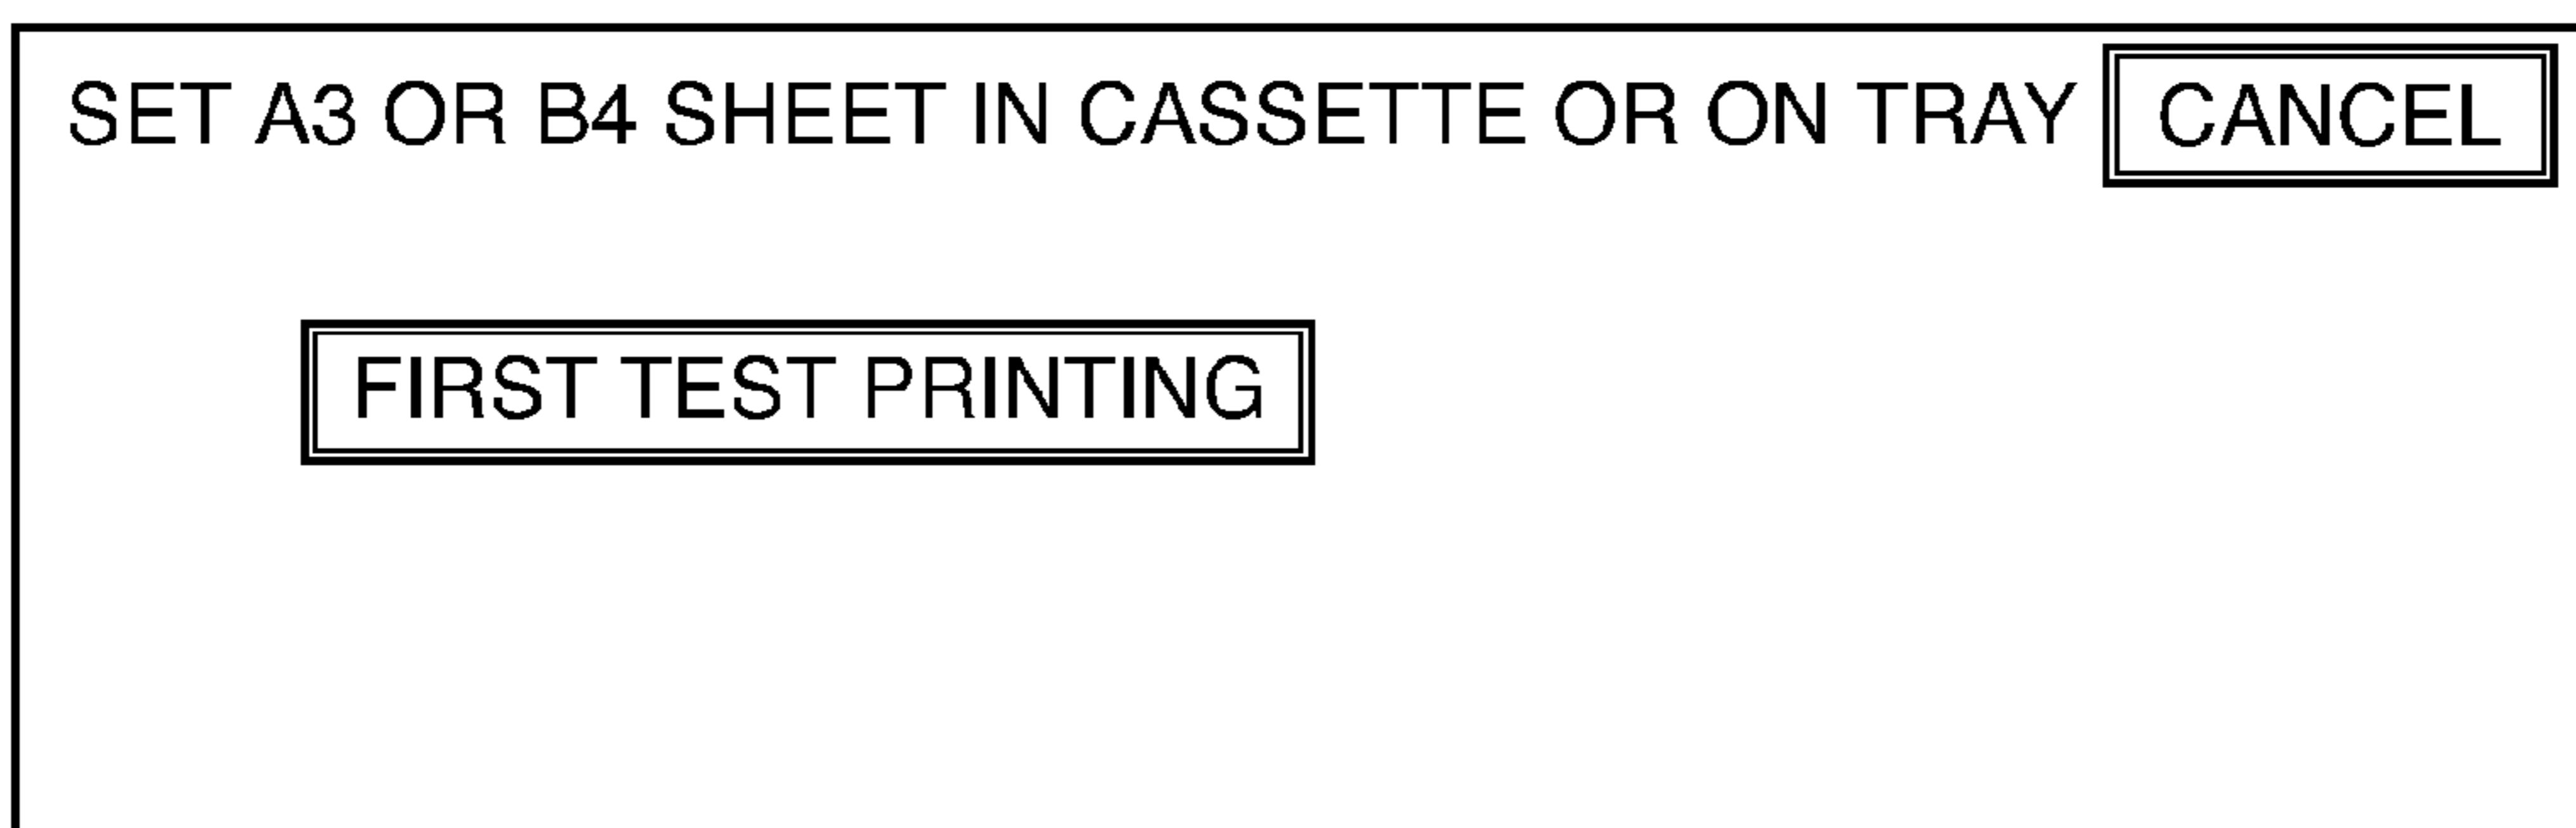 SET A3 OR B4 SHEET IN CASSETTE OR ON TRAY CANCEL
FIRST TEST PRINTING